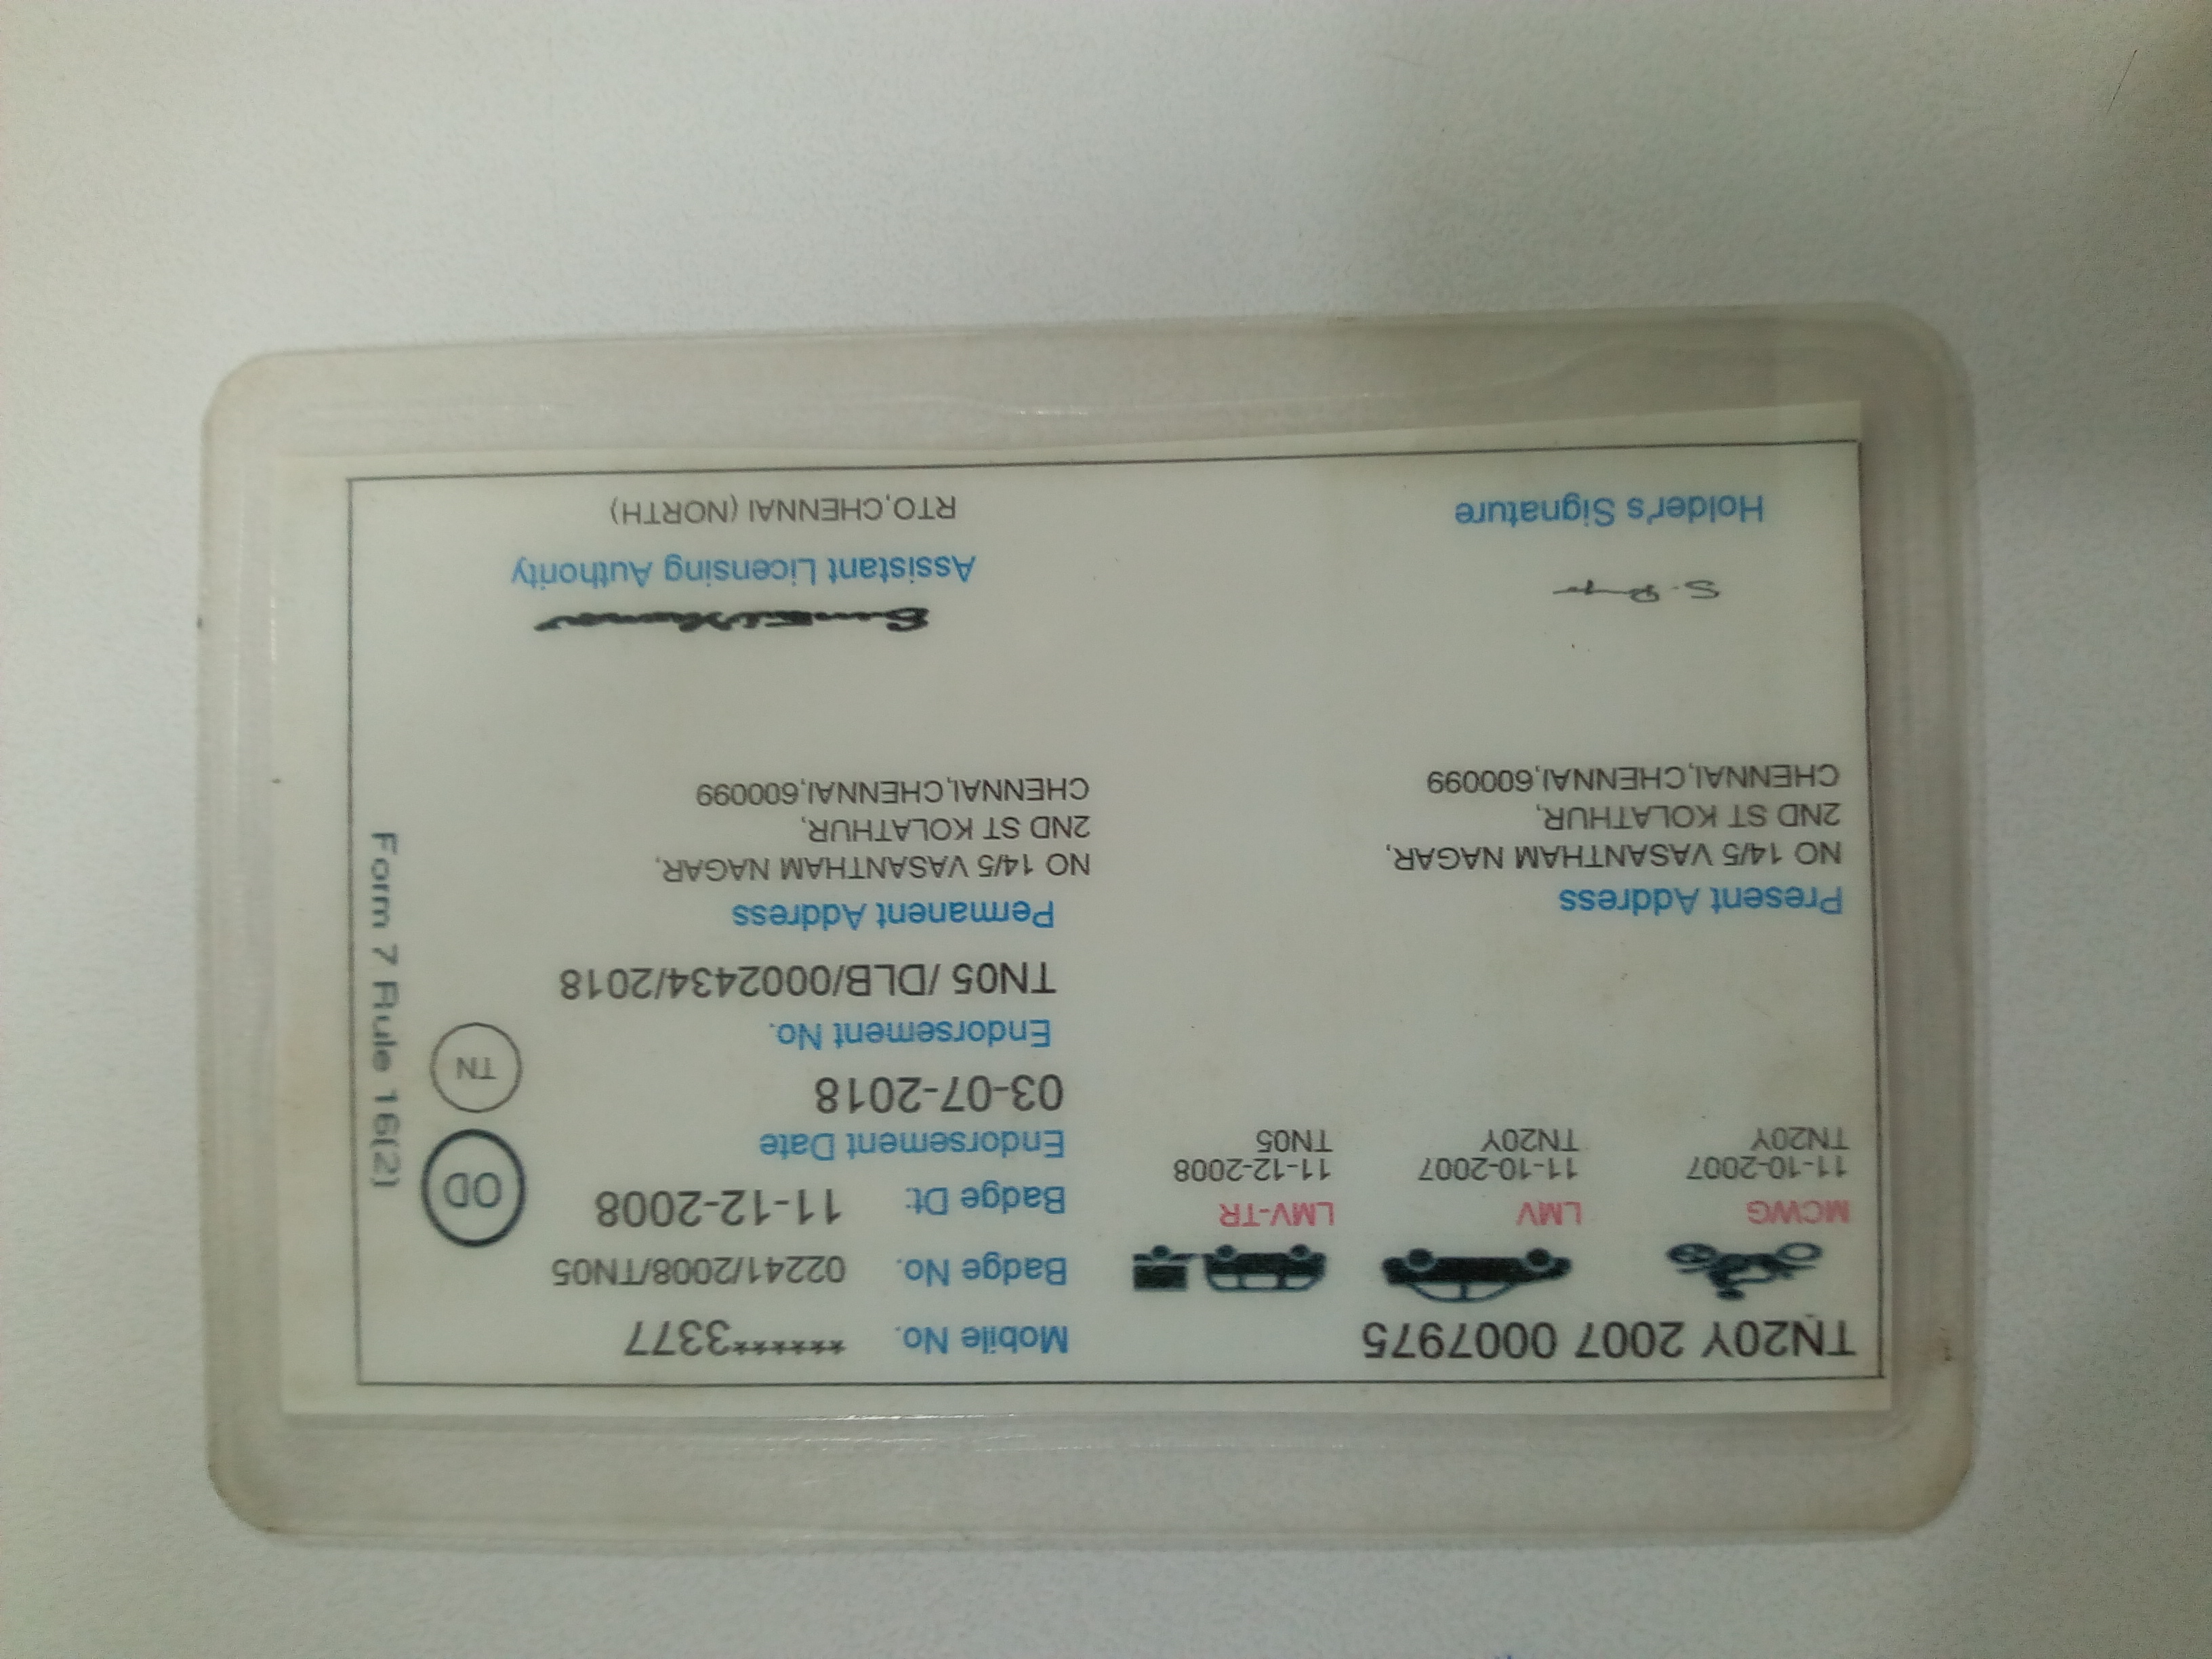 TN20Y 2007 0007975
MCWG
11-10-2007
TN20Y
LMV
11-10-2007
TN20Y
LMV-TR
11-12-2008
TN05
Mobile No. ******3377
Badge No. 02241/2008/TN05
Badge Dt: 11-12-2008
Endorsement Date
03-07-2018
Endorsement No.
TN05 /DLB/0002434/2018
OD
TN
Form 7 Rule 16(2)
Present Address
NO 14/5 VASANTHAM NAGAR,
2ND ST KOLATHUR,
CHENNAI,CHENNAI,600099
Permanent Address
NO 14/5 VASANTHAM NAGAR,
2ND ST KOLATHUR,
CHENNAI,CHENNAI,600099
Holder's Signature
Assistant Licensing Authority
RTO,CHENNAI (NORTH)